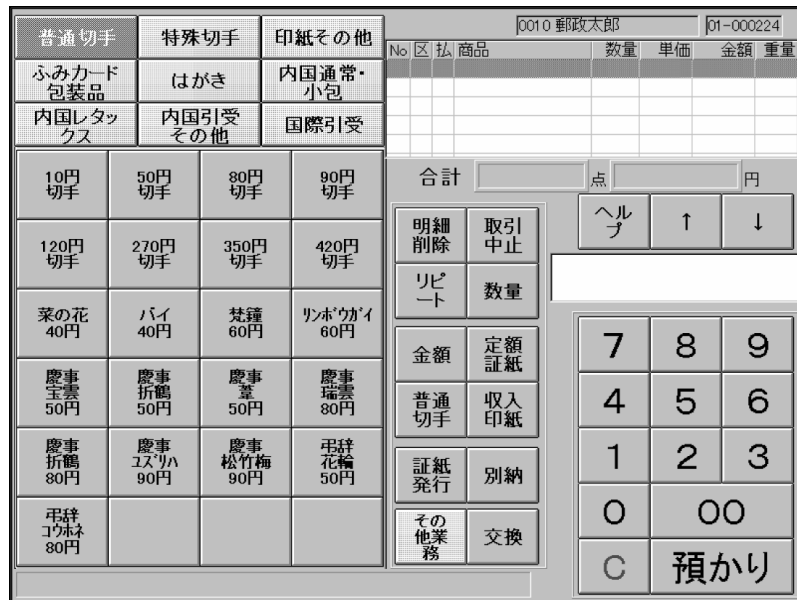 普通切手
特殊切手
印紙その他
ふみカード
包装品
はがき
内国通常・
小包
内国レタッ
クス
内国引受
その他
国際引受
10円
切手
50円
切手
80円
切手
90円
切手
120円
切手
270円
切手
350円
切手
420円
切手
菜の花
40円
バイ
40円
梵鐘
60円
リンボウガイ
60円
慶事
宝雲
50円
慶事
折鶴
50円
慶事
葦
50円
慶事
瑞雲
80円
慶事
折鶴
80円
慶事
ユズリハ
90円
慶事
松竹梅
90円
弔辞
花輪
50円
弔辞
コウホネ
80円
0010 郵政太郎
01-000224
No 区 払 商品 数量 単価 金額 重量
合計 点 円
明細
削除
取引
中止
リピ
ート
数量
金額
定額
証紙
普通
切手
収入
印紙
証紙
発行
別納
その
他業
務
交換
ヘル
プ
↑
↓
7 8 9
4 5 6
1 2 3
0 00
C 預かり